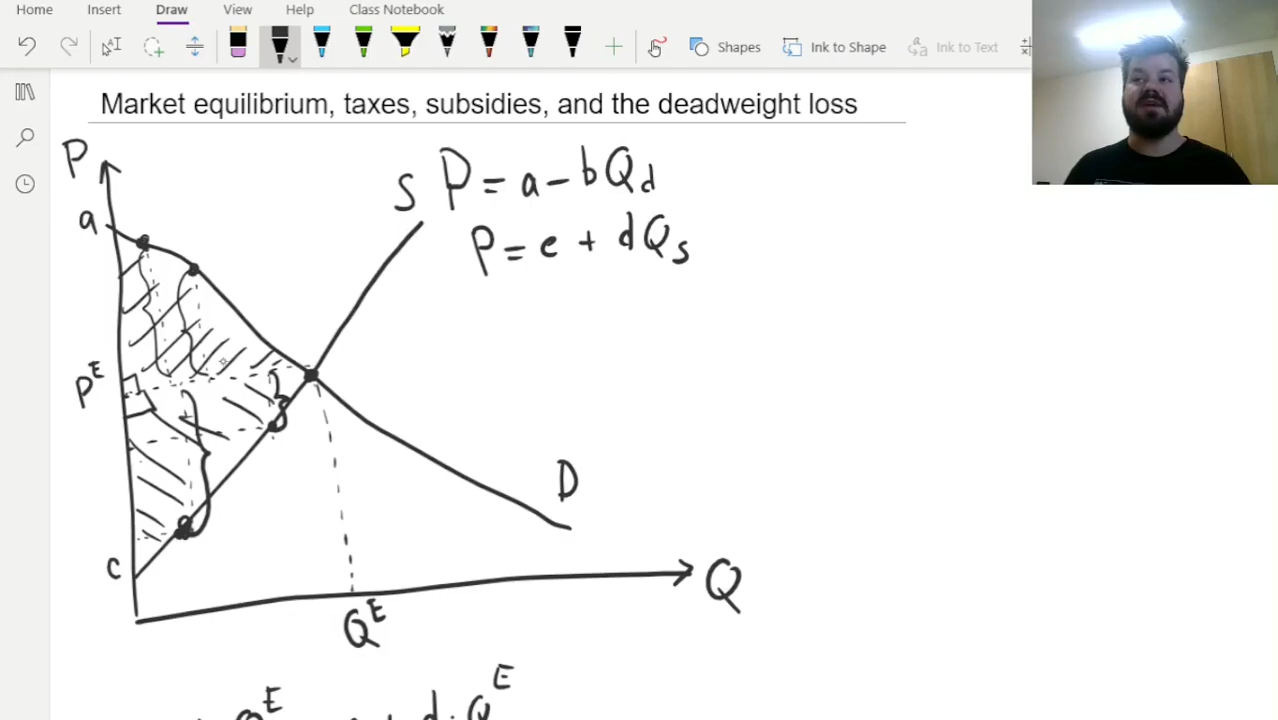 Home Insert Draw View Help Class Notebook
Shapes Ink to Shape Ink to Text
Market equilibrium, taxes, subsidies, and the deadweight loss
P
S P = a - bQd
a
P = c + dQs
P^E
D
c
Q
Q^E
Q^E d · Q^E